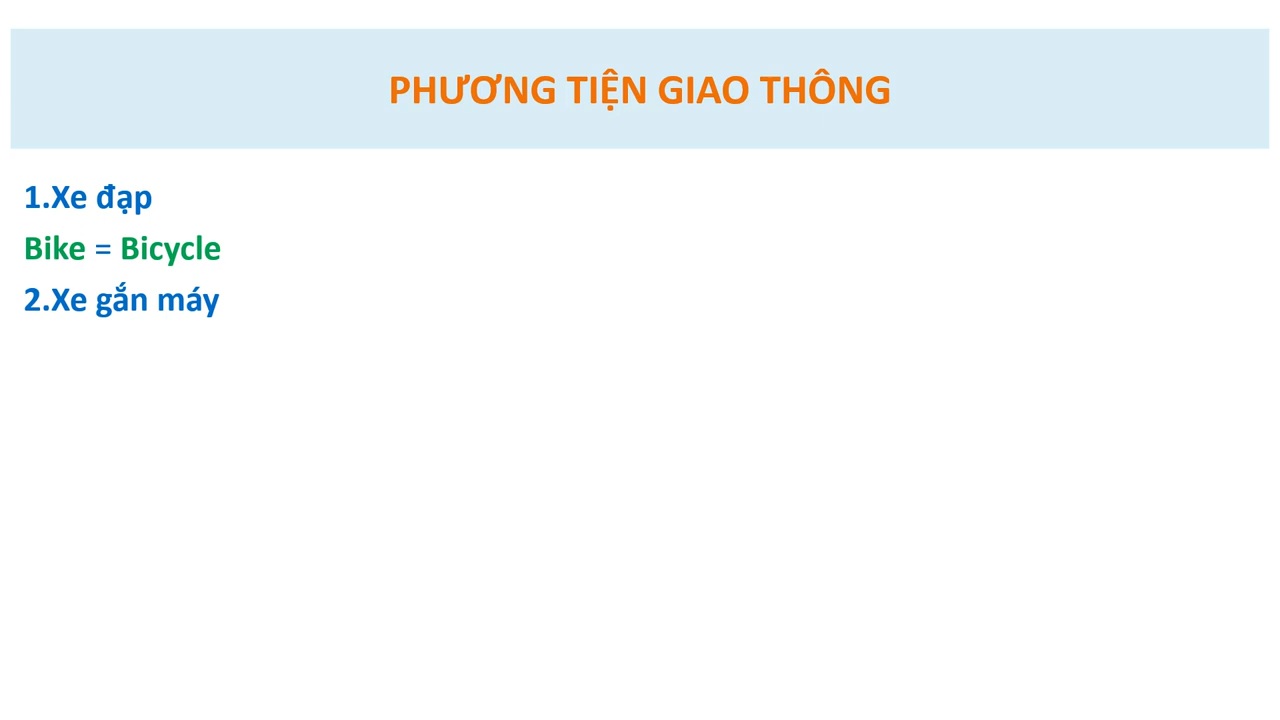 PHƯƠNG TIỆN GIAO THÔNG
1.Xe đạp
Bike = Bicycle
2.Xe gắn máy